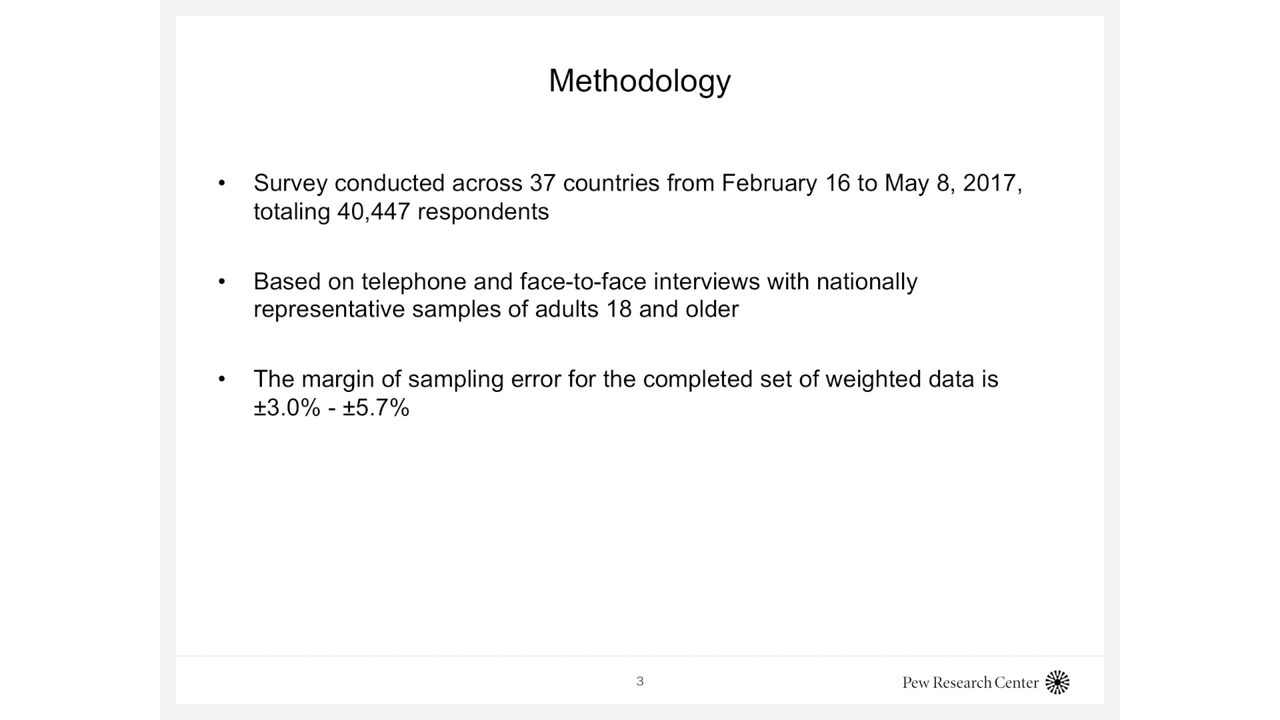 Methodology
• Survey conducted across 37 countries from February 16 to May 8, 2017,
totaling 40,447 respondents
• Based on telephone and face-to-face interviews with nationally
representative samples of adults 18 and older
• The margin of sampling error for the completed set of weighted data is
±3.0% - ±5.7%
3
Pew Research Center